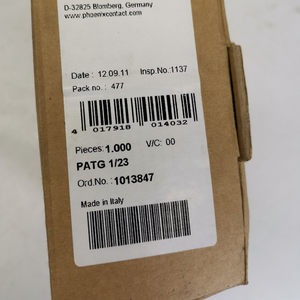 D-32825 Blomberg, Germany
www.phoenixcontact.com
Date : 12.09.11 Insp.No.:1137
Pack no.: 477
4 017918 014032
Pieces: 1.000 V/C: 00
PATG 1/23
Ord.No.: 1013847
Made in Italy